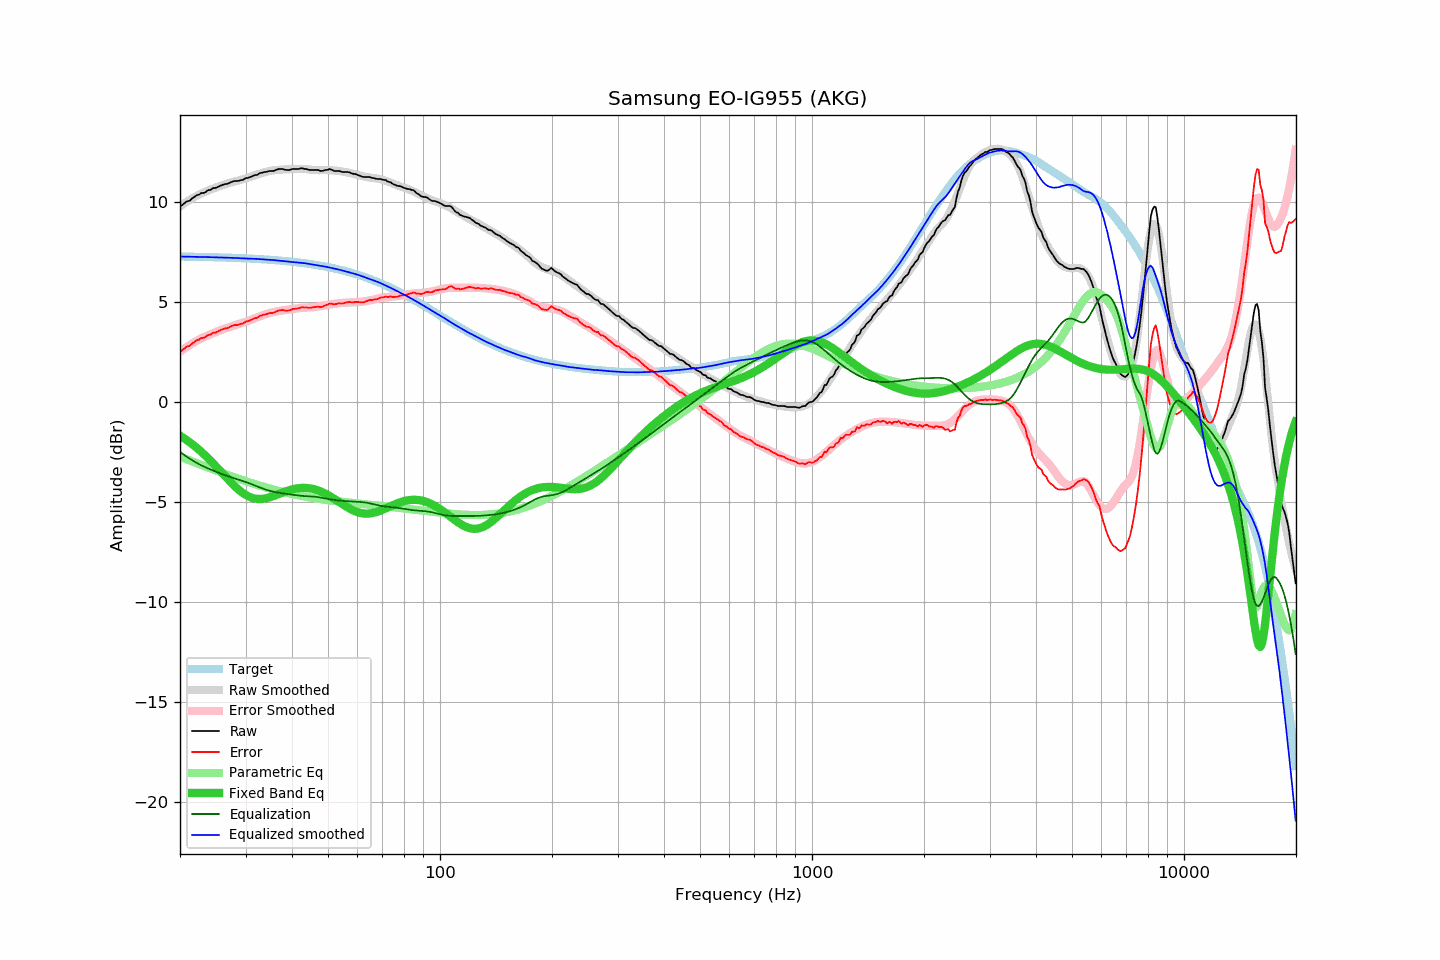 Samsung EO-IG955 (AKG)
Amplitude (dBr)
10
5
0
−5
−10
−15
−20
Target
Raw Smoothed
Error Smoothed
Raw
Error
Parametric Eq
Fixed Band Eq
Equalization
Equalized smoothed
100
1000
10000
Frequency (Hz)